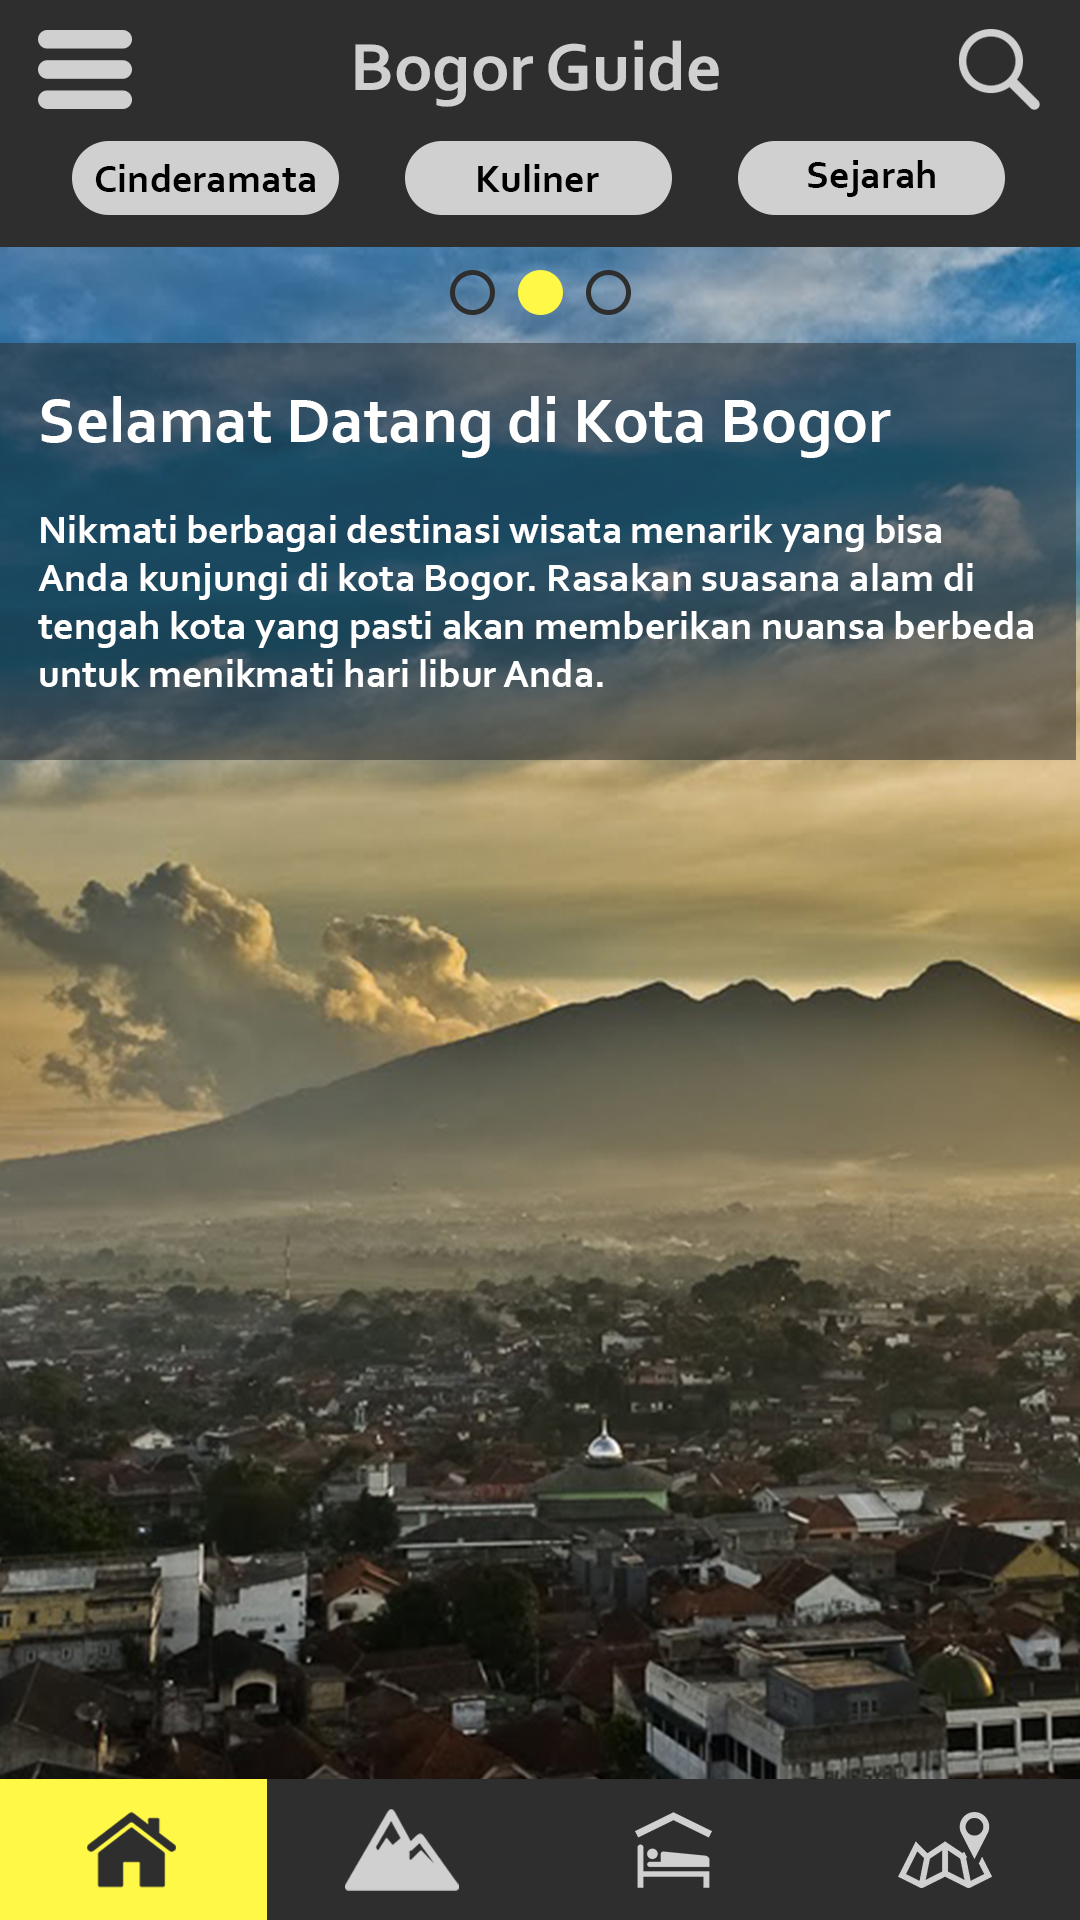 Bogor Guide
Cinderamata
Kuliner
Sejarah
Selamat Datang di Kota Bogor
Nikmati berbagai destinasi wisata menarik yang bisa
Anda kunjungi di kota Bogor. Rasakan suasana alam di
tengah kota yang pasti akan memberikan nuansa berbeda
untuk menikmati hari libur Anda.